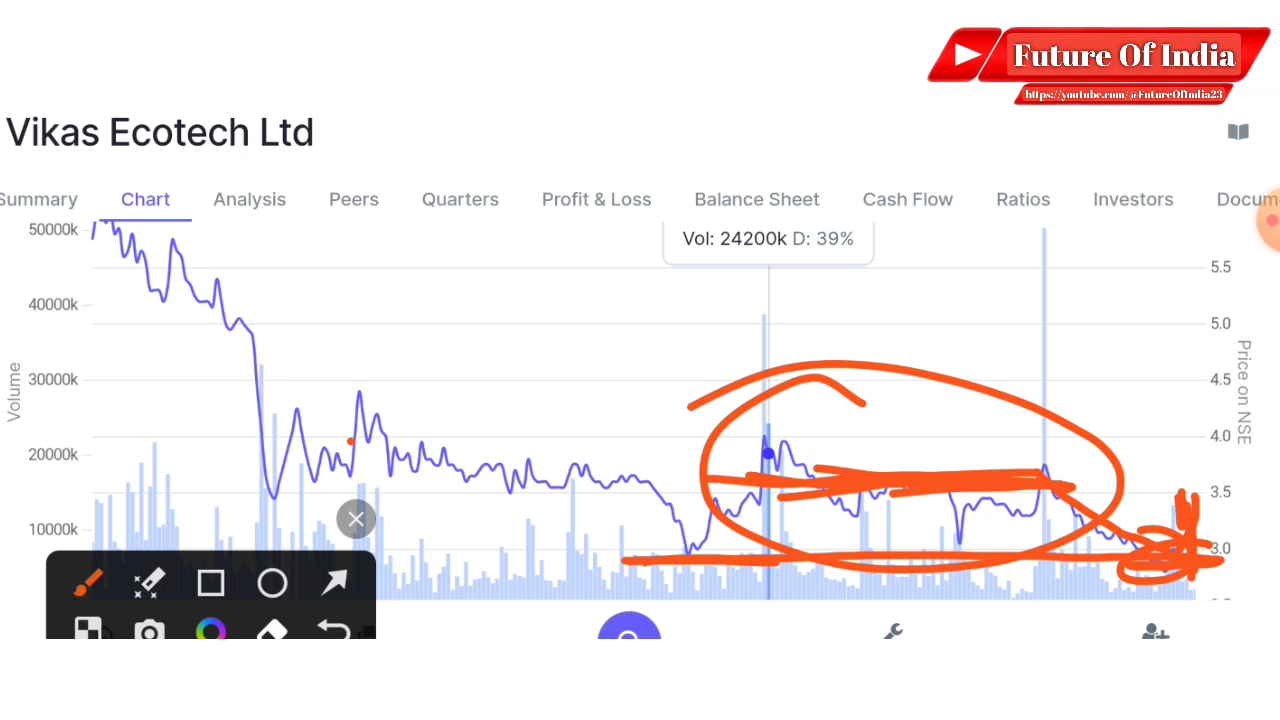 Future Of India
https://youtube.com/@FutureOfIndia23
Vikas Ecotech Ltd
Summary Chart Analysis Peers Quarters Profit & Loss Balance Sheet Cash Flow Ratios Investors Docum
50000k
40000k
30000k
20000k
10000k
Volume
Vol: 24200k D: 39%
5.5
5.0
4.5
4.0
3.5
3.0
Price on NSE